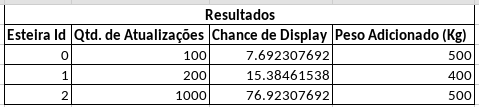 Resultados
Esteira Id Qtd. de Atualizações Chance de Display Peso Adicionado (Kg)
0 100 7.692307692 500
1 200 15.38461538 400
2 1000 76.92307692 500